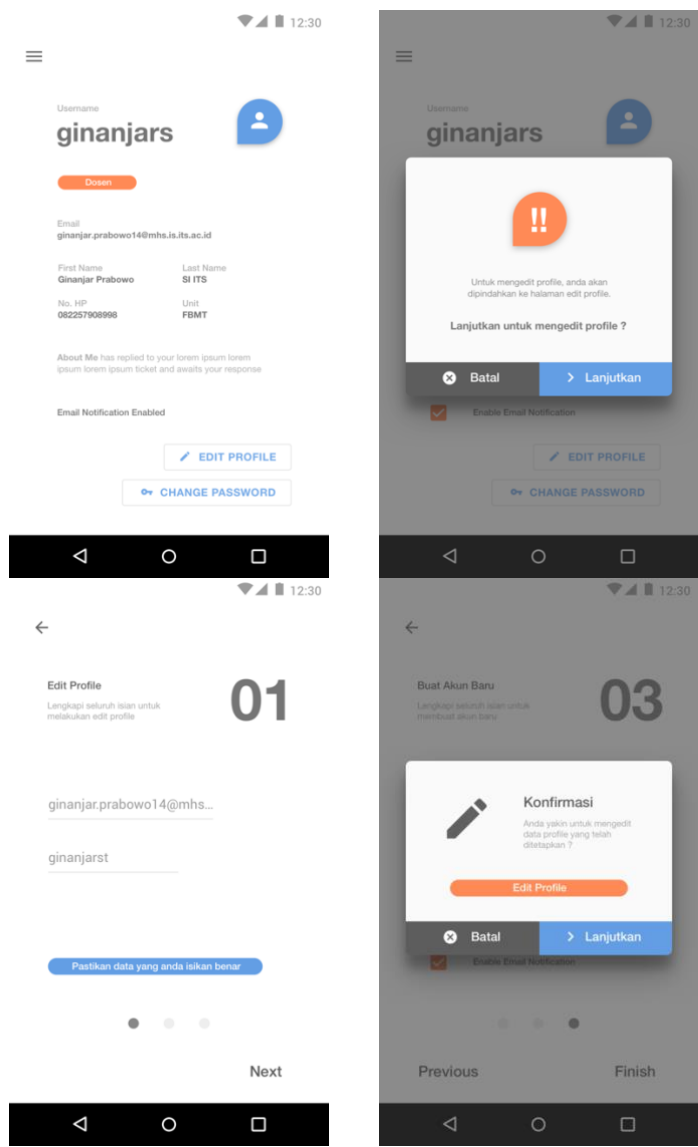 12:30
Username
ginanjars
Dosen
Email
ginanjar.prabowo14@mhs.is.its.ac.id
First Name Last Name
Ginanjar Prabowo SI ITS
No. HP Unit
082257908998 FBMT
About Me has replied to your lorem ipsum lorem
ipsum lorem ipsum ticket and awaits your response
Email Notification Enabled
EDIT PROFILE
CHANGE PASSWORD
12:30
Username
ginanjars
!!
Untuk mengedit profile, anda akan
dipindahkan ke halaman edit profile.
Lanjutkan untuk mengedit profile ?
Batal Lanjutkan
Enable Email Notification
EDIT PROFILE
CHANGE PASSWORD
12:30
Edit Profile
01
Lengkapi seluruh isian untuk
melakukan edit profile
ginanjar.prabowo14@mhs...
ginanjarst
Pastikan data yang anda isikan benar
Next
12:30
Buat Akun Baru
03
Lengkapi seluruh isian untuk
membuat akun baru
Konfirmasi
Anda yakin untuk mengedit
data profile yang telah
ditetapkan ?
Edit Profile
Batal Lanjutkan
Enable Email Notification
Previous Finish